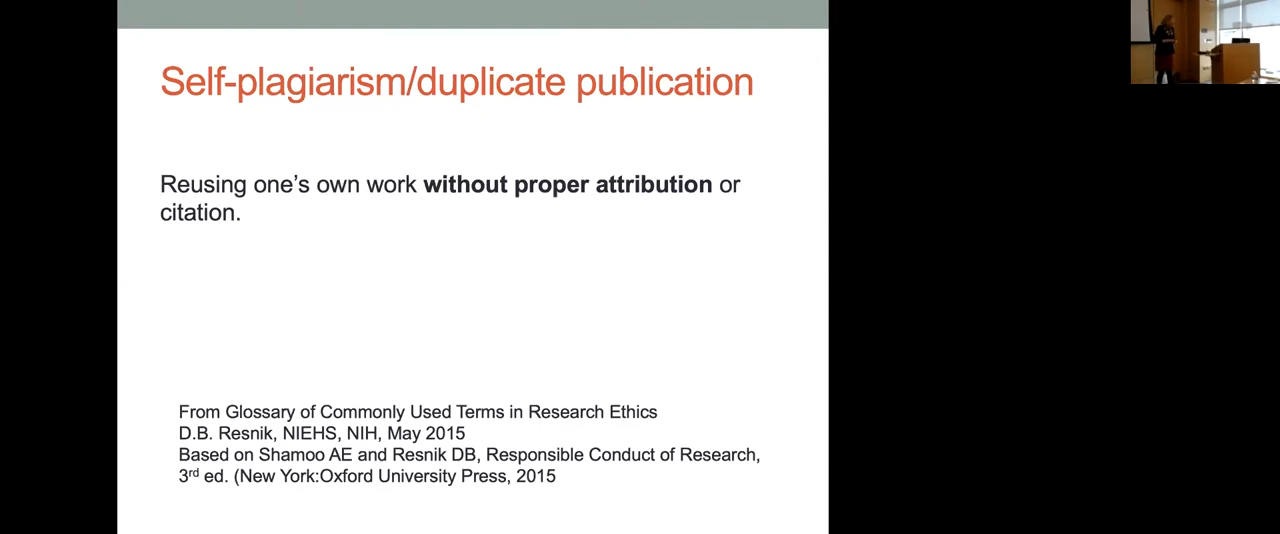 Self-plagiarism/duplicate publication
Reusing one’s own work without proper attribution or
citation.
From Glossary of Commonly Used Terms in Research Ethics
D.B. Resnik, NIEHS, NIH, May 2015
Based on Shamoo AE and Resnik DB, Responsible Conduct of Research,
3rd ed. (New York:Oxford University Press, 2015